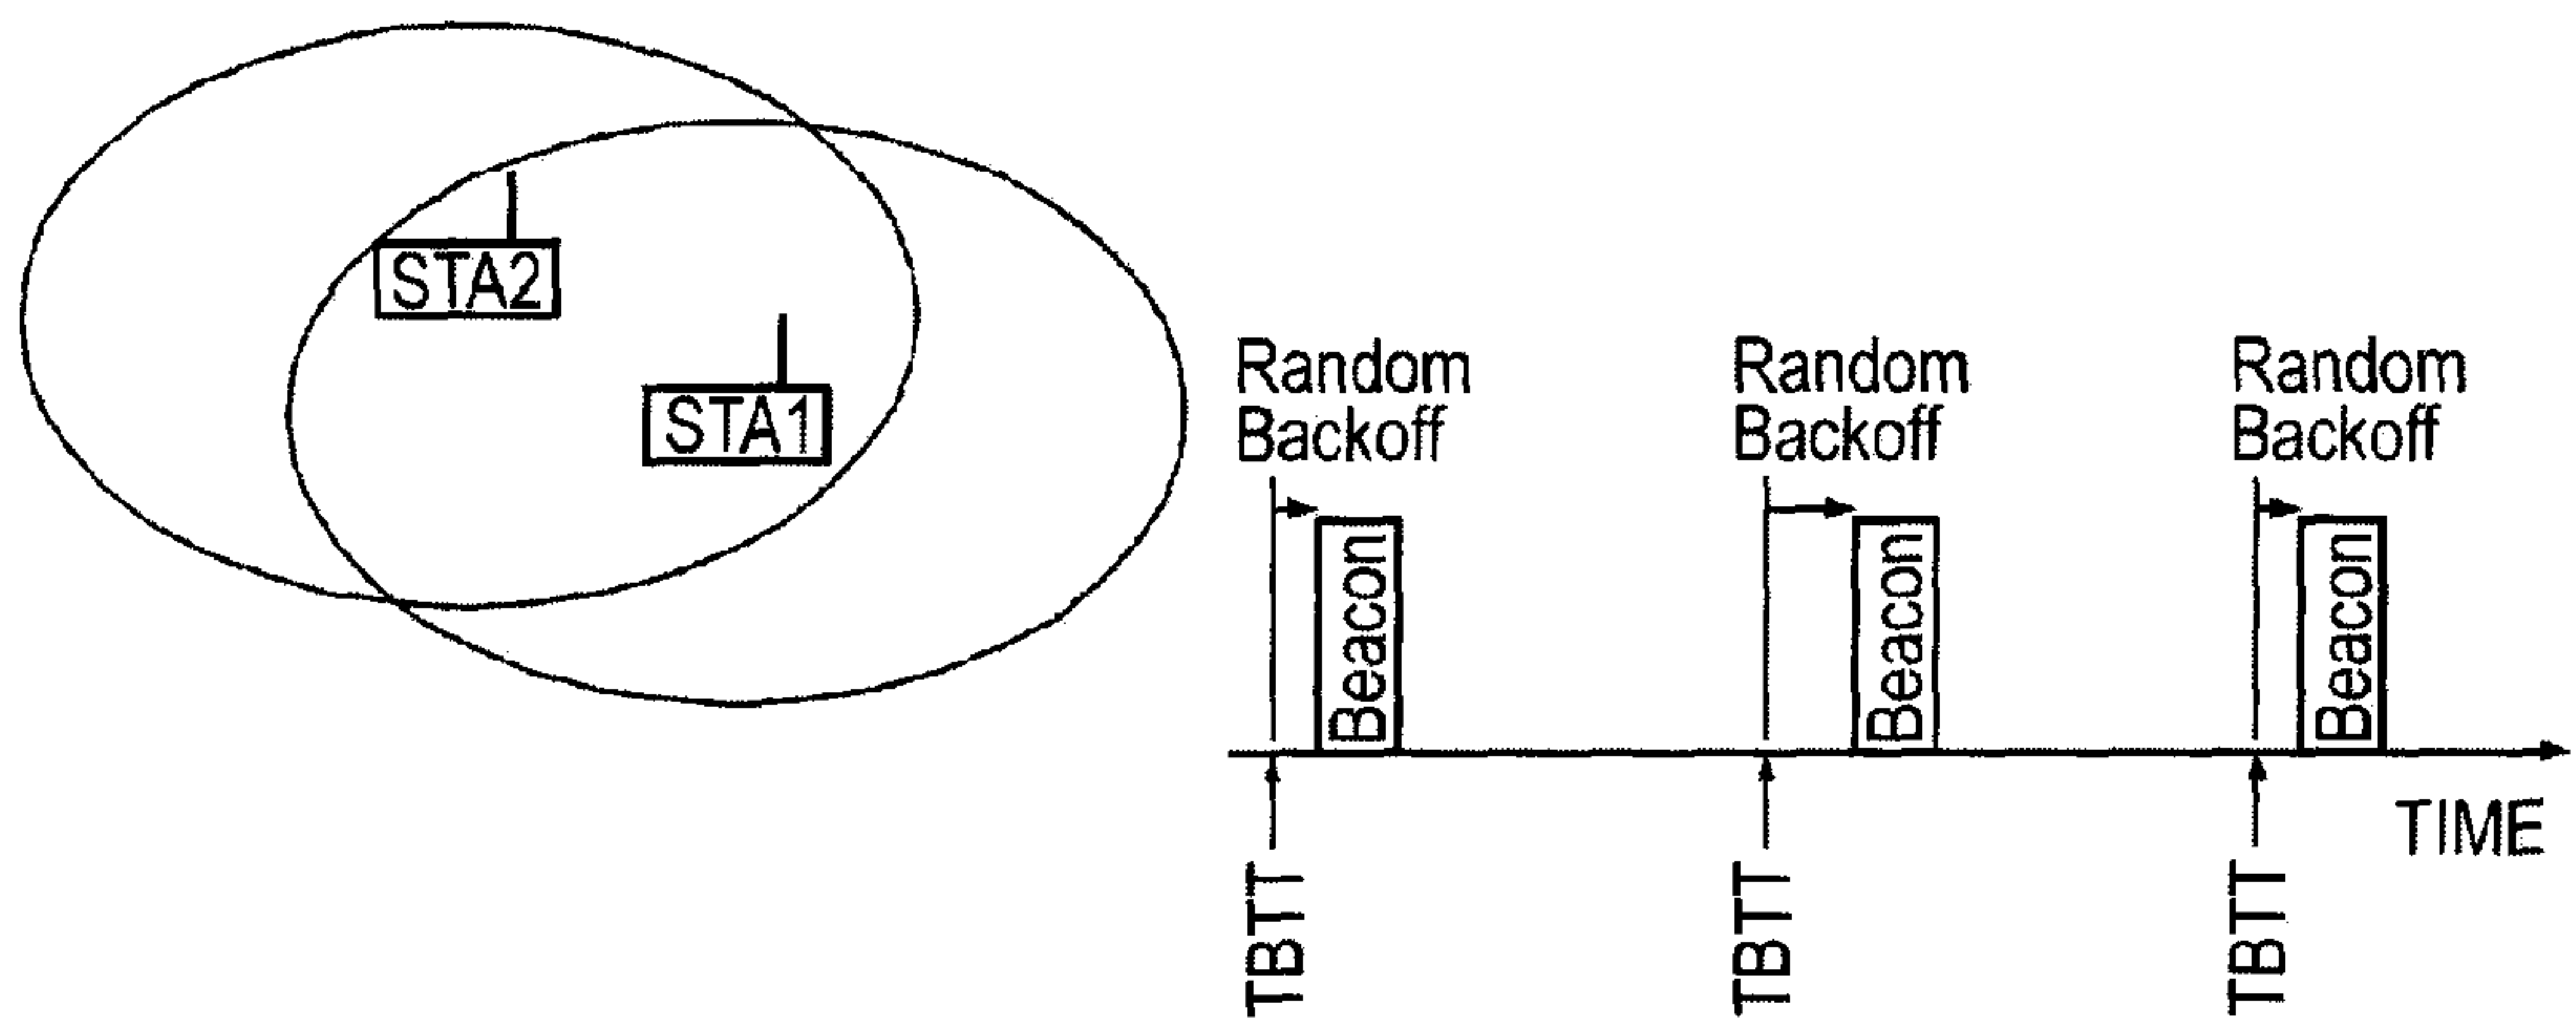 STA2
STA1
Random
Backoff
Random
Backoff
Random
Backoff
Beacon
Beacon
Beacon
TIME
TBTT
TBTT
TBTT